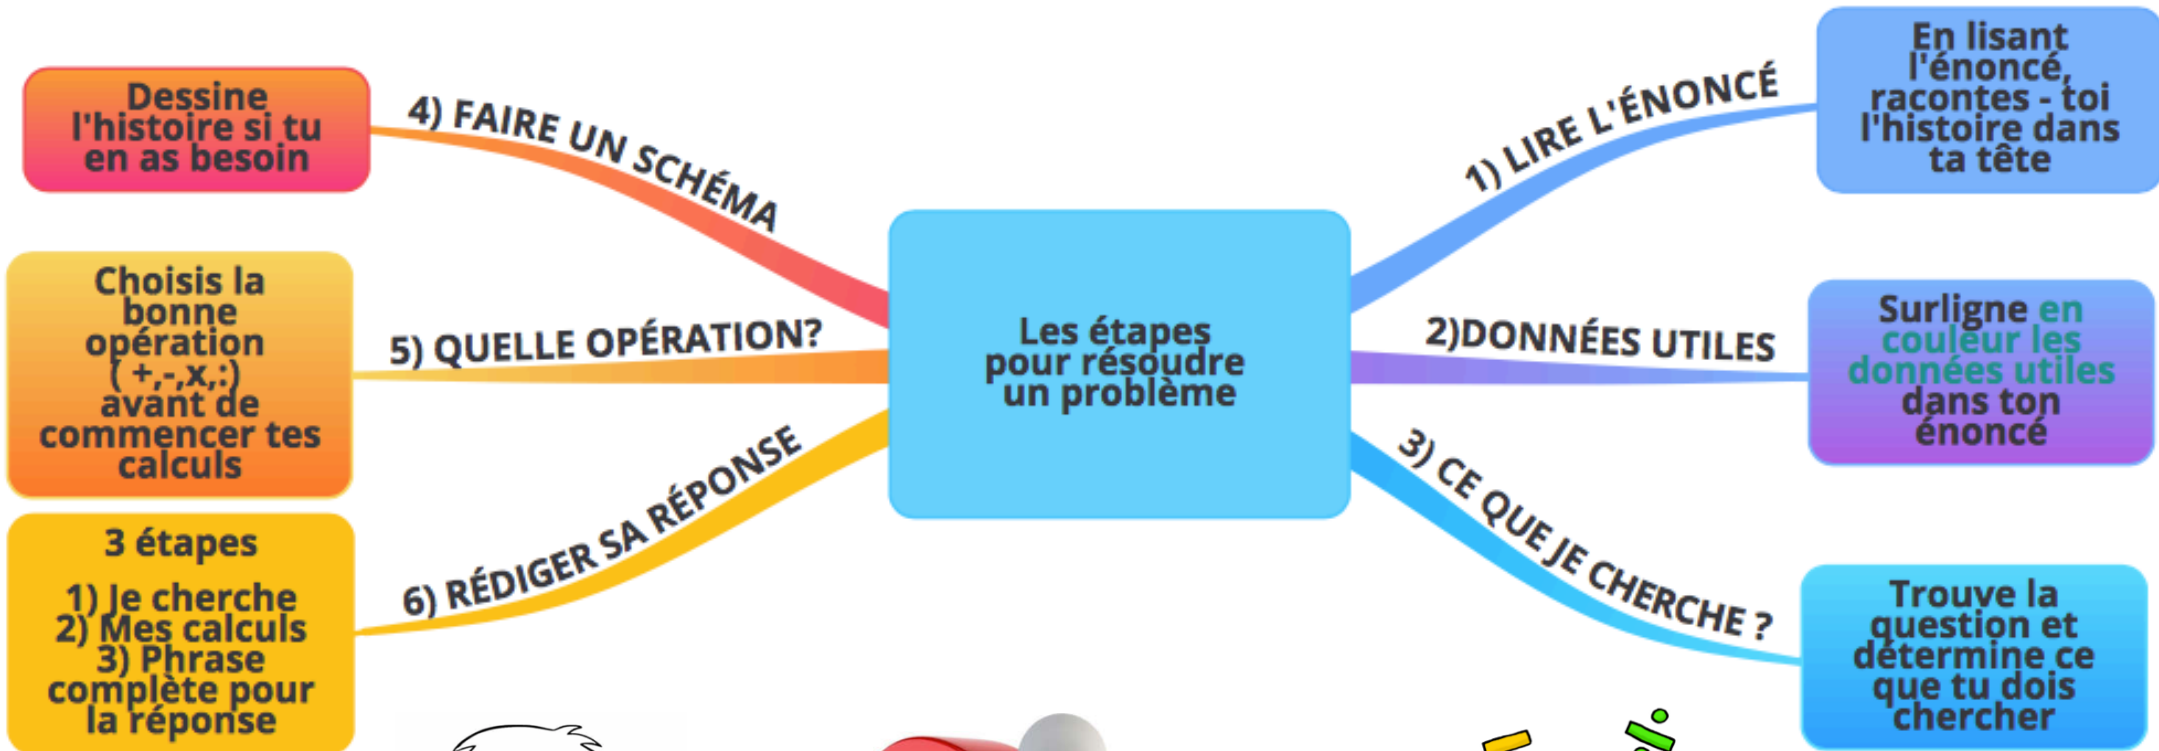 Les étapes
pour résoudre
un problème
1) LIRE L'ÉNONCÉ
En lisant
l'énoncé,
racontes - toi
l'histoire dans
ta tête
2)DONNÉES UTILES
Surligne en
couleur les
données utiles
dans ton
énoncé
3) CE QUE JE CHERCHE ?
Trouve la
question et
détermine ce
que tu dois
chercher
4) FAIRE UN SCHÉMA
Dessine
l'histoire si tu
en as besoin
5) QUELLE OPÉRATION?
Choisis la
bonne
opération
( +,-,x,:)
avant de
commencer tes
calculs
6) RÉDIGER SA RÉPONSE
3 étapes
1) Je cherche
2) Mes calculs
3) Phrase
complète pour
la réponse